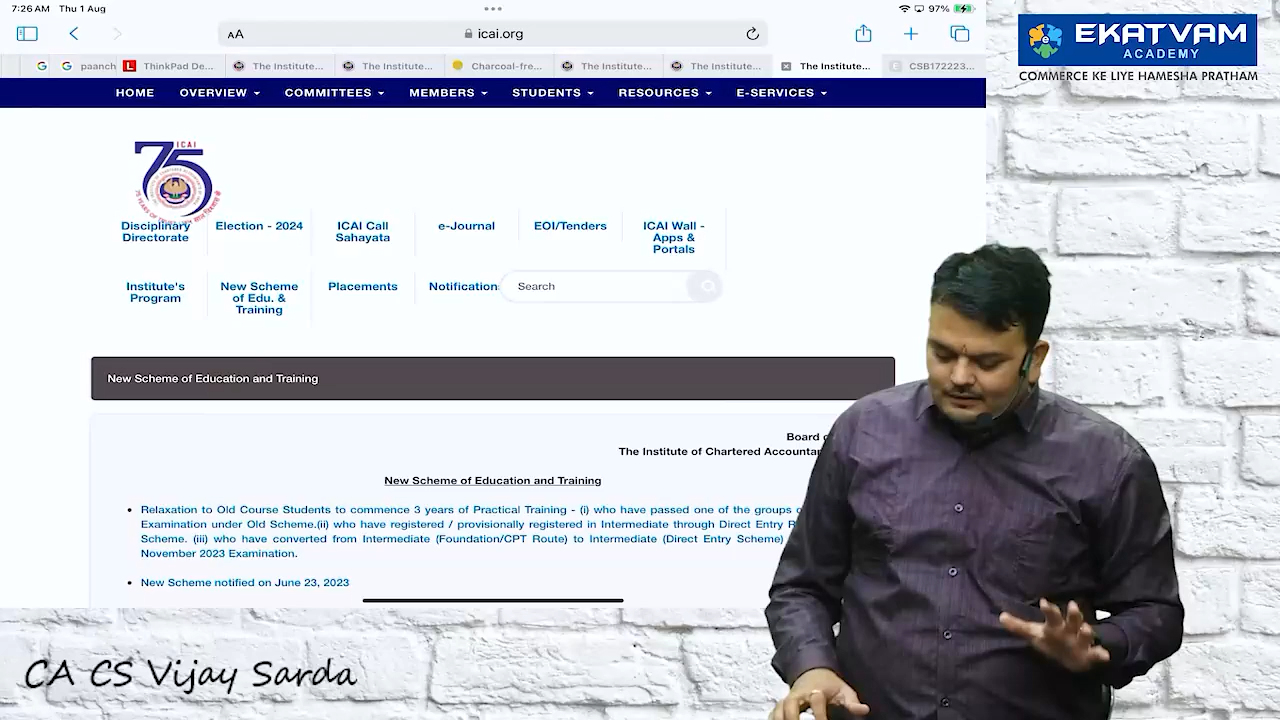 7:26 AM Thu 1 Aug
97%
AA
icai.org
paanch
ThinkPad De...
The Institute...
The Institute...
Charcoal-fre...
The Institute...
The Institute...
The Institute...
CSB172223...
HOME OVERVIEW COMMITTEES MEMBERS STUDENTS RESOURCES E-SERVICES
ICAI
75
Disciplinary
Directorate
Election - 2024
ICAI Call
Sahayata
e-Journal
EOI/Tenders
ICAI Wall -
Apps &
Portals
Institute's
Program
New Scheme
of Edu. &
Training
Placements
Notification
Search
New Scheme of Education and Training
Board
The Institute of Chartered Accountan
New Scheme of Education and Training
Relaxation to Old Course Students to commence 3 years of Practical Training - (i) who have passed one of the groups
Examination under Old Scheme.(ii) who have registered / provisionally registered in Intermediate through Direct Entry
Scheme. (iii) who have converted from Intermediate (Foundation/CPT Route) to Intermediate (Direct Entry Scheme)
November 2023 Examination.
New Scheme notified on June 23, 2023
EKATVAM
ACADEMY
COMMERCE KE LIYE HAMESHA PRATHAM
CA CS Vijay Sarda